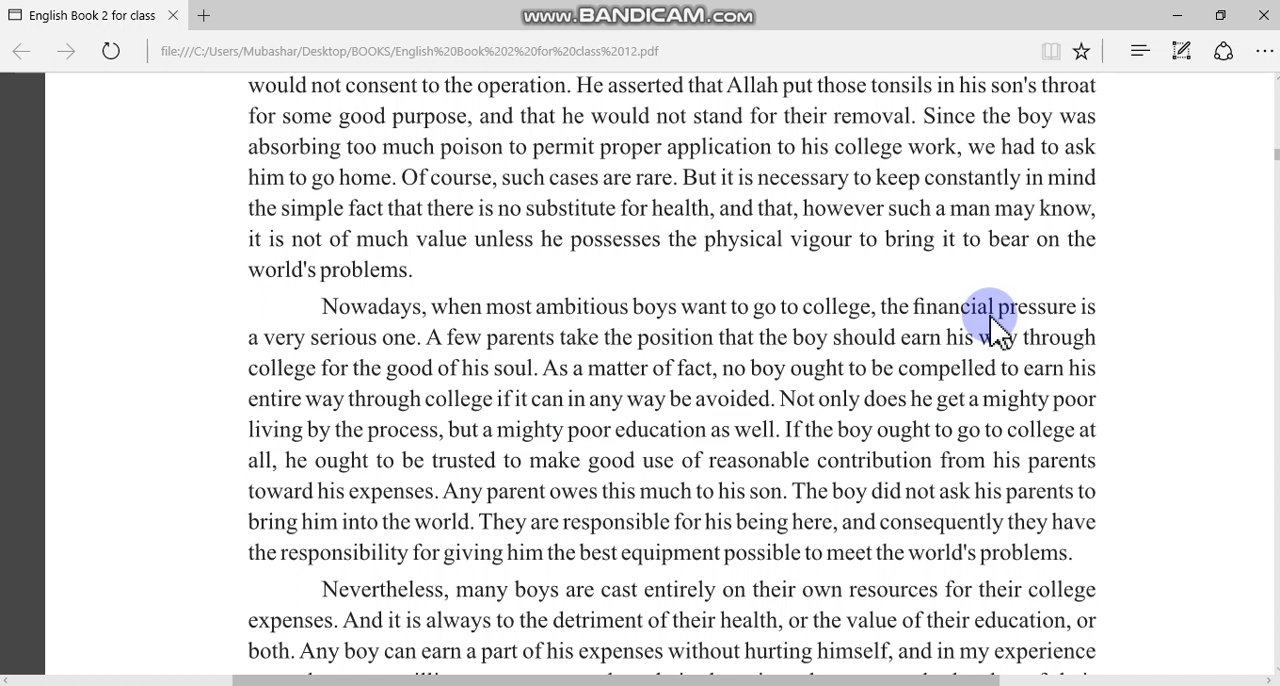 English Book 2 for class
www.BANDICAM.com
file:///C:/Users/Mubashar/Desktop/BOOKS/English%20Book%202%20for%20class%2012.pdf
would not consent to the operation. He asserted that Allah put those tonsils in his son's throat
for some good purpose, and that he would not stand for their removal. Since the boy was
absorbing too much poison to permit proper application to his college work, we had to ask
him to go home. Of course, such cases are rare. But it is necessary to keep constantly in mind
the simple fact that there is no substitute for health, and that, however such a man may know,
it is not of much value unless he possesses the physical vigour to bring it to bear on the
world's problems.
Nowadays, when most ambitious boys want to go to college, the financial pressure is
a very serious one. A few parents take the position that the boy should earn his way through
college for the good of his soul. As a matter of fact, no boy ought to be compelled to earn his
entire way through college if it can in any way be avoided. Not only does he get a mighty poor
living by the process, but a mighty poor education as well. If the boy ought to go to college at
all, he ought to be trusted to make good use of reasonable contribution from his parents
toward his expenses. Any parent owes this much to his son. The boy did not ask his parents to
bring him into the world. They are responsible for his being here, and consequently they have
the responsibility for giving him the best equipment possible to meet the world's problems.
Nevertheless, many boys are cast entirely on their own resources for their college
expenses. And it is always to the detriment of their health, or the value of their education, or
both. Any boy can earn a part of his expenses without hurting himself, and in my experience